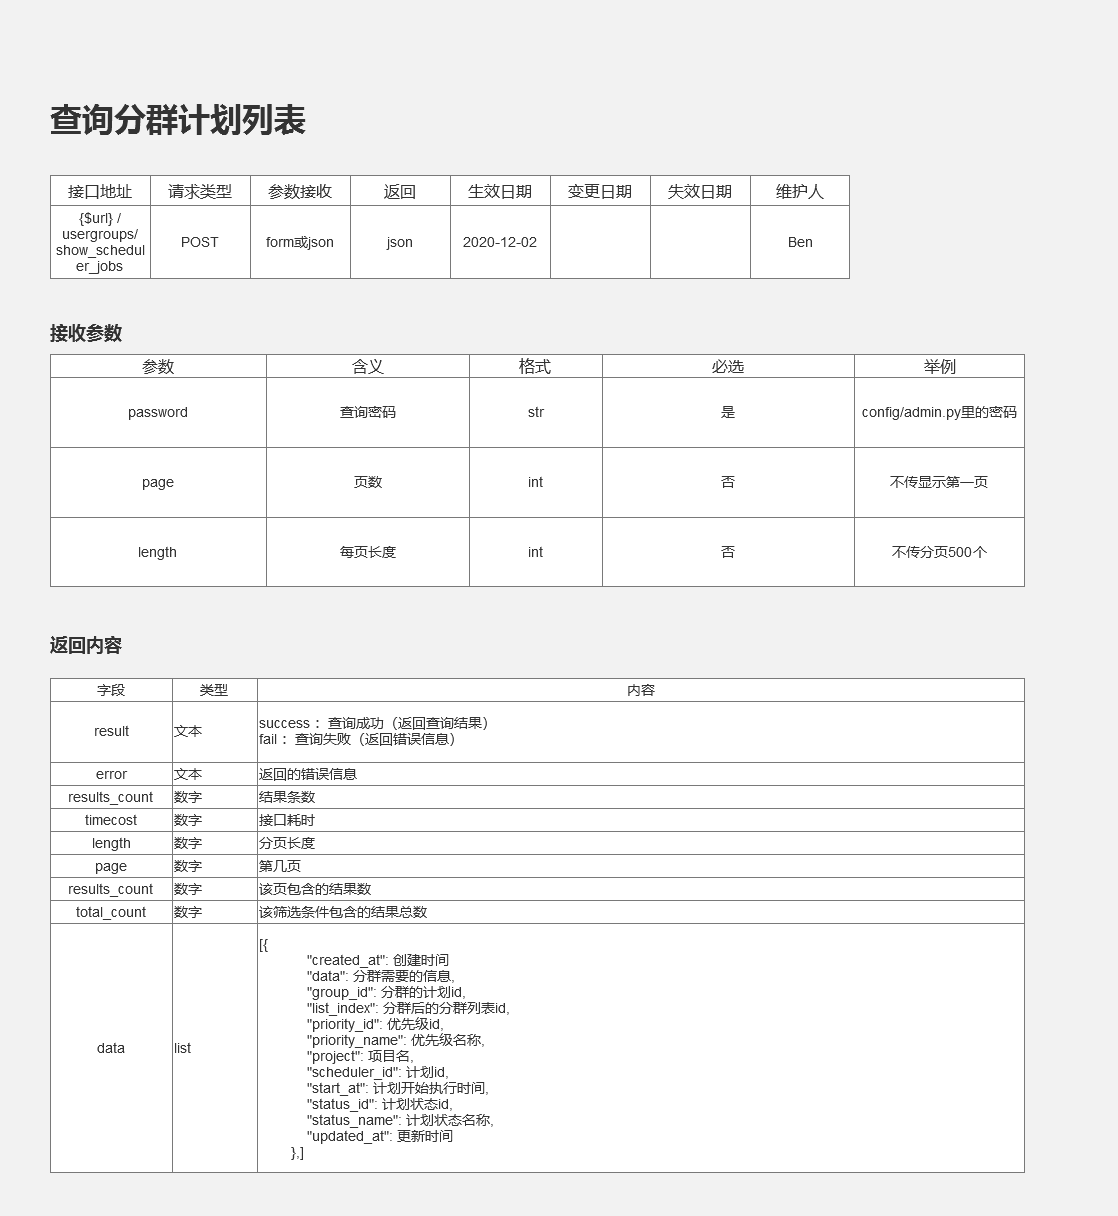 查询分群计划列表
接口地址 请求类型 参数接收 返回 生效日期 变更日期 失效日期 维护人
{$url} /
usergroups/
show_schedul
er_jobs
POST form或json json 2020-12-02 Ben
接收参数
参数 含义 格式 必选 举例
password 查询密码 str 是 config/admin.py里的密码
page 页数 int 否 不传显示第一页
length 每页长度 int 否 不传分页500个
返回内容
字段 类型 内容
result 文本
success： 查询成功（返回查询结果）
fail： 查询失败（返回错误信息）
error 文本 返回的错误信息
results_count 数字 结果条数
timecost 数字 接口耗时
length 数字 分页长度
page 数字 第几页
results_count 数字 该页包含的结果数
total_count 数字 该筛选条件包含的结果总数
data list
[{
"created_at": 创建时间
"data": 分群需要的信息,
"group_id": 分群的计划id,
"list_index": 分群后的分群列表id,
"priority_id": 优先级id,
"priority_name": 优先级名称,
"project": 项目名,
"scheduler_id": 计划id,
"start_at": 计划开始执行时间,
"status_id": 计划状态id,
"status_name": 计划状态名称,
"updated_at": 更新时间
},]